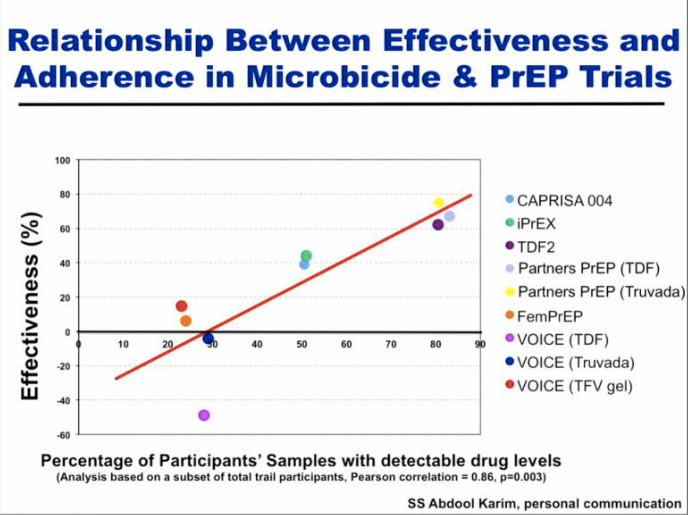 Relationship Between Effectiveness and
Adherence in Microbicide & PrEP Trials
100
80
60
40
20
0
-20
-40
-60
Effectiveness (%)
0 10 20 30 40 50 60 70 80 90
CAPRISA 004
iPrEX
TDF2
Partners PrEP (TDF)
Partners PrEP (Truvada)
FemPrEP
VOICE (TDF)
VOICE (Truvada)
VOICE (TFV gel)
Percentage of Participants' Samples with detectable drug levels
(Analysis based on a subset of total trail participants, Pearson correlation = 0.86, p=0.003)
SS Abdool Karim, personal communication